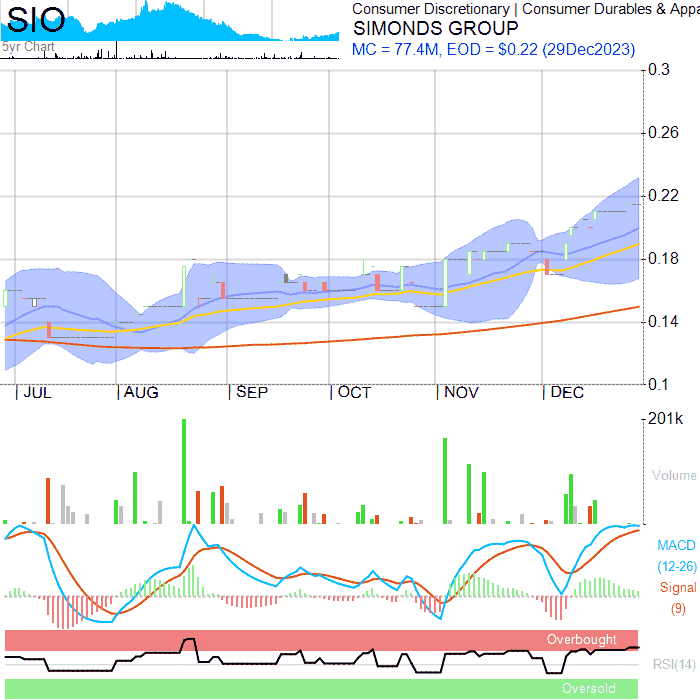 SIO
Consumer Discretionary | Consumer Durables & Appa
SIMONDS GROUP
MC = 77.4M, EOD = $0.22 (29Dec2023)
5yr Chart
0.3
0.26
0.22
0.18
0.14
0.1
JUL AUG SEP OCT NOV DEC
201k
Volume
MACD
(12-26)
Signal
(9)
Overbought
RSI(14)
Oversold